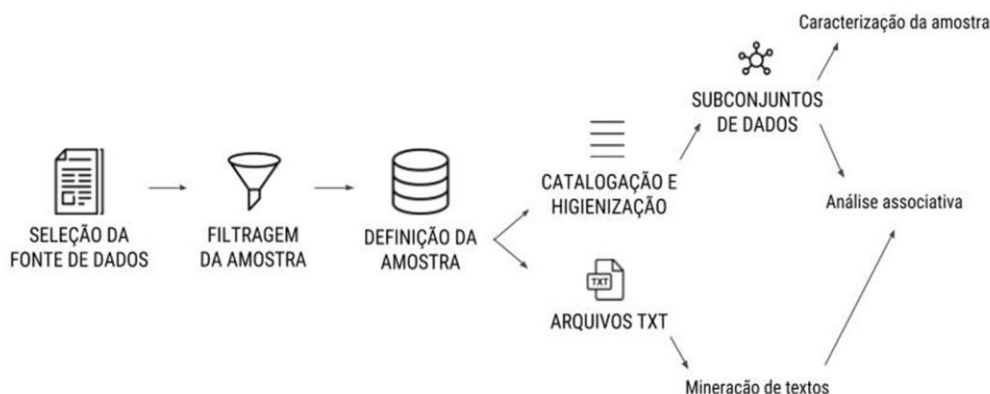 SELEÇÃO DA
FONTE DE DADOS
FILTRAGEM
DA AMOSTRA
DEFINIÇÃO DA
AMOSTRA
CATALOGAÇÃO E
HIGIENIZAÇÃO
SUBCONJUNTOS
DE DADOS
Caracterização da amostra
Análise associativa
TXT
ARQUIVOS TXT
Mineração de textos